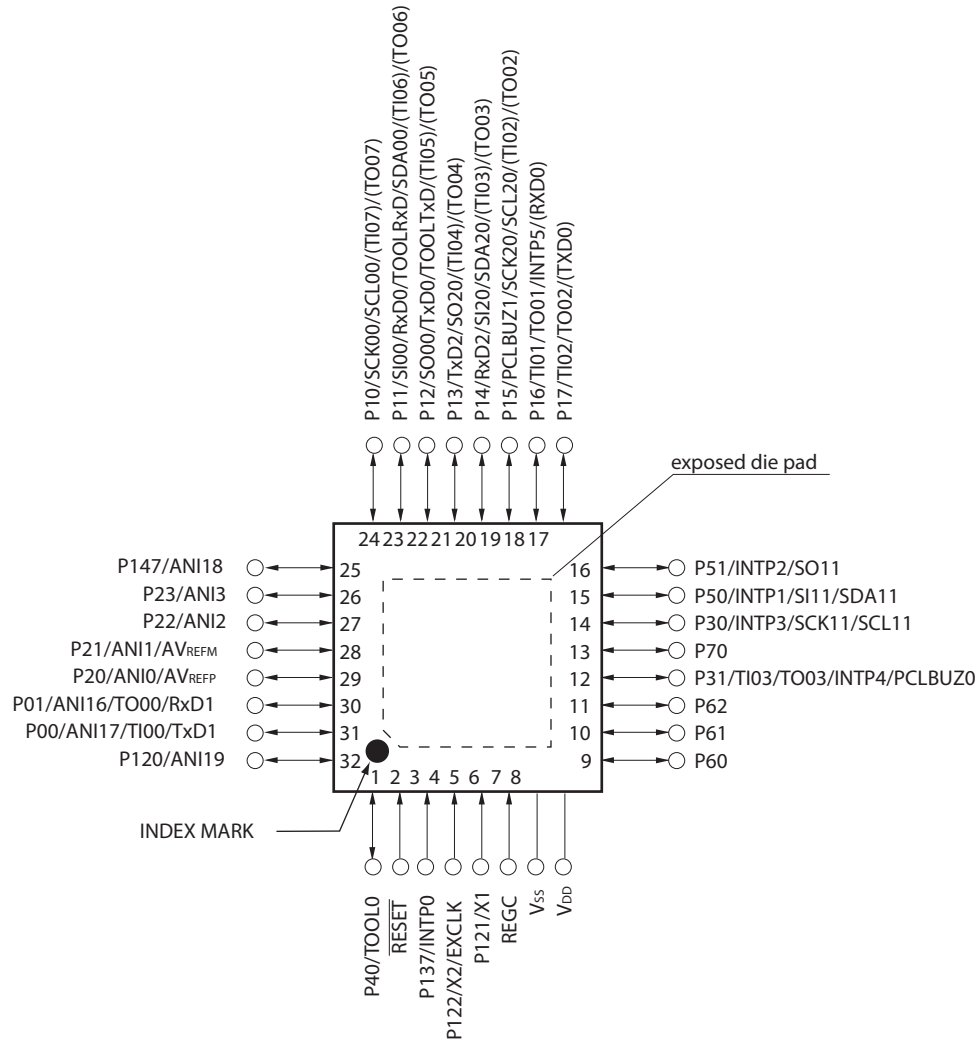 P10/SCK00/SCL00/(TI07)/(TO07)
P11/SI00/RxD0/TOOLRxD/SDA00/(TI06)/(TO06)
P12/SO00/TxD0/TOOLTxD/(TI05)/(TO05)
P13/TxD2/SO20/(TI04)/(TO04)
P14/RxD2/SI20/SDA20/(TI03)/(TO03)
P15/PCLBUZ1/SCK20/SCL20/(TI02)/(TO02)
P16/TI01/TO01/INTP5/(RXD0)
P17/TI02/TO02/(TXD0)
exposed die pad
24 23 22 21 20 19 18 17
P147/ANI18 25
P23/ANI3 26
P22/ANI2 27
P21/ANI1/AVREFM 28
P20/ANI0/AVREFP 29
P01/ANI16/TO00/RxD1 30
P00/ANI17/TI00/TxD1 31
P120/ANI19 32
16 P51/INTP2/SO11
15 P50/INTP1/SI11/SDA11
14 P30/INTP3/SCK11/SCL11
13 P70
12 P31/TI03/TO03/INTP4/PCLBUZ0
11 P62
10 P61
9 P60
1 2 3 4 5 6 7 8
INDEX MARK
P40/TOOL0
RESET
P137/INTP0
P122/X2/EXCLK
P121/X1
REGC
VSS
VDD